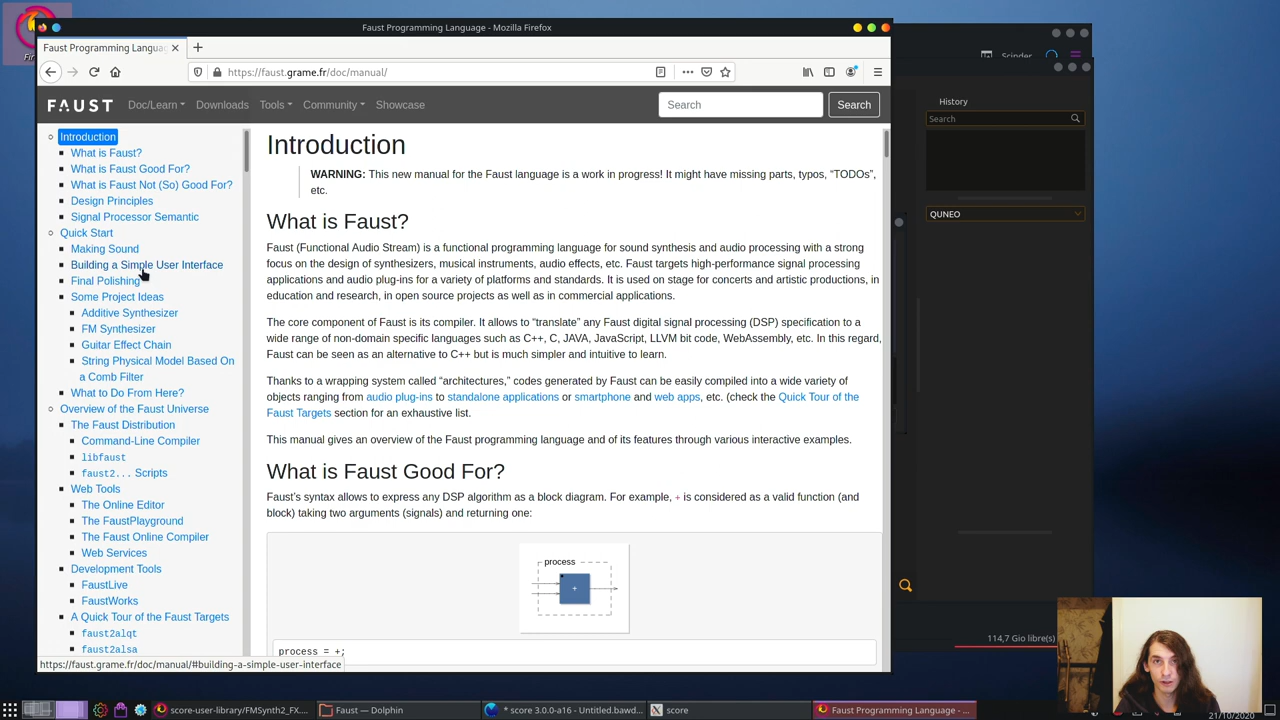 Faust Programming Language - Mozilla Firefox
Faust Programming Langua
https://faust.grame.fr/doc/manual/
FAUST Doc/Learn Downloads Tools Community Showcase
Search
Search
Introduction
What is Faust?
What is Faust Good For?
What is Faust Not (So) Good For?
Design Principles
Signal Processor Semantic
Quick Start
Making Sound
Building a Simple User Interface
Final Polishing
Some Project Ideas
Additive Synthesizer
FM Synthesizer
Guitar Effect Chain
String Physical Model Based On
a Comb Filter
What to Do From Here?
Overview of the Faust Universe
The Faust Distribution
Command-Line Compiler
libfaust
faust2... Scripts
Web Tools
The Online Editor
The FaustPlayground
The Faust Online Compiler
Web Services
Development Tools
FaustLive
FaustWorks
A Quick Tour of the Faust Targets
faust2alqt
faust2alsa
https://faust.grame.fr/doc/manual/#building-a-simple-user-interface
Introduction
WARNING: This new manual for the Faust language is a work in progress! It might have missing parts, typos, “TODOs”,
etc.
What is Faust?
Faust (Functional Audio Stream) is a functional programming language for sound synthesis and audio processing with a strong
focus on the design of synthesizers, musical instruments, audio effects, etc. Faust targets high-performance signal processing
applications and audio plug-ins for a variety of platforms and standards. It is used on stage for concerts and artistic productions, in
education and research, in open source projects as well as in commercial applications.
The core component of Faust is its compiler. It allows to “translate” any Faust digital signal processing (DSP) specification to a
wide range of non-domain specific languages such as C++, C, JAVA, JavaScript, LLVM bit code, WebAssembly, etc. In this regard,
Faust can be seen as an alternative to C++ but is much simpler and intuitive to learn.
Thanks to a wrapping system called “architectures,” codes generated by Faust can be easily compiled into a wide variety of
objects ranging from audio plug-ins to standalone applications or smartphone and web apps, etc. (check the Quick Tour of the
Faust Targets section for an exhaustive list.
This manual gives an overview of the Faust programming language and of its features through various interactive examples.
What is Faust Good For?
Faust’s syntax allows to express any DSP algorithm as a block diagram. For example, + is considered as a valid function (and
block) taking two arguments (signals) and returning one:
process
+
process = +;
Scinder
History
Search
QUNEO
114,7 Gio libre(s)
score-user-library/FMSynth2_FX....
Faust — Dolphin
* score 3.0.0-a16 - Untitled.bawd...
score
Faust Programming Language - ...
21/10/2020